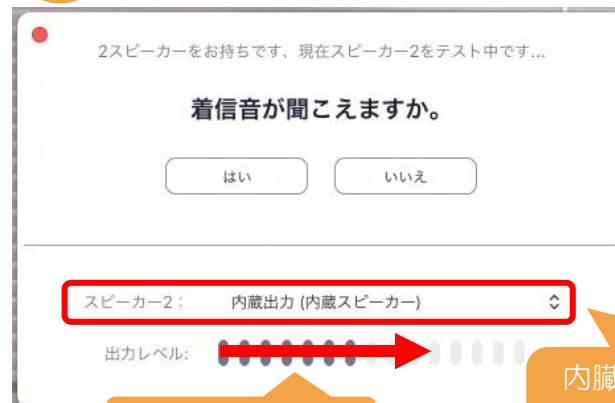 2スピーカーをお持ちです、現在スピーカー2をテスト中です...
着信音が聞こえますか。
はい
いいえ
スピーカー2：
内蔵出力 (内蔵スピーカー)
出力レベル:
内臓